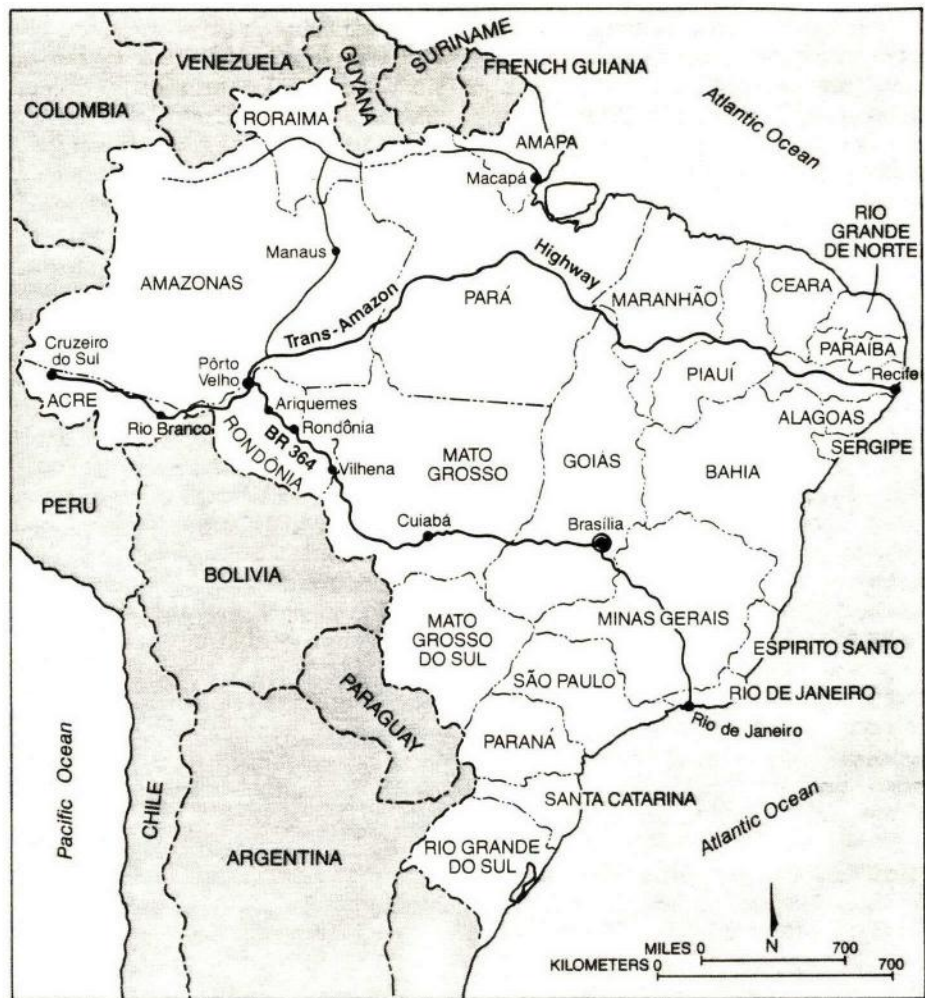 SURINAME
VENEZUELA
GUYANA
FRENCH GUIANA
COLOMBIA
RORAIMA
Atlantic Ocean
AMAPA
Macapá
RIO
GRANDE
DE NORTE
Manaus
Highway
AMAZONAS
PARÁ
MARANHÃO
CEARA
Trans-Amazon
Cruzeiro
do Sul
PARAIBA
Pôrto
Velho
PIAUÍ
Recife
ACRE
Ariquemes
ALAGOAS
Rio Branco
Rondônia
BR 364
RONDÔNIA
SERGIPE
MATO
GROSSO
GOIÁS
BAHIA
Vilhena
PERU
Cuiabá
Brasília
BOLIVIA
MATO
GROSSO
DO SUL
MINAS GERAIS
ESPIRITO SANTO
SÃO PAULO
PARAGUAY
RIO DE JANEIRO
Rio de Janeiro
PARANÁ
Pacific Ocean
CHILE
SANTA CATARINA
Atlantic Ocean
ARGENTINA
RIO GRANDE
DO SUL
N
MILES 0 700
KILOMETERS 0 700